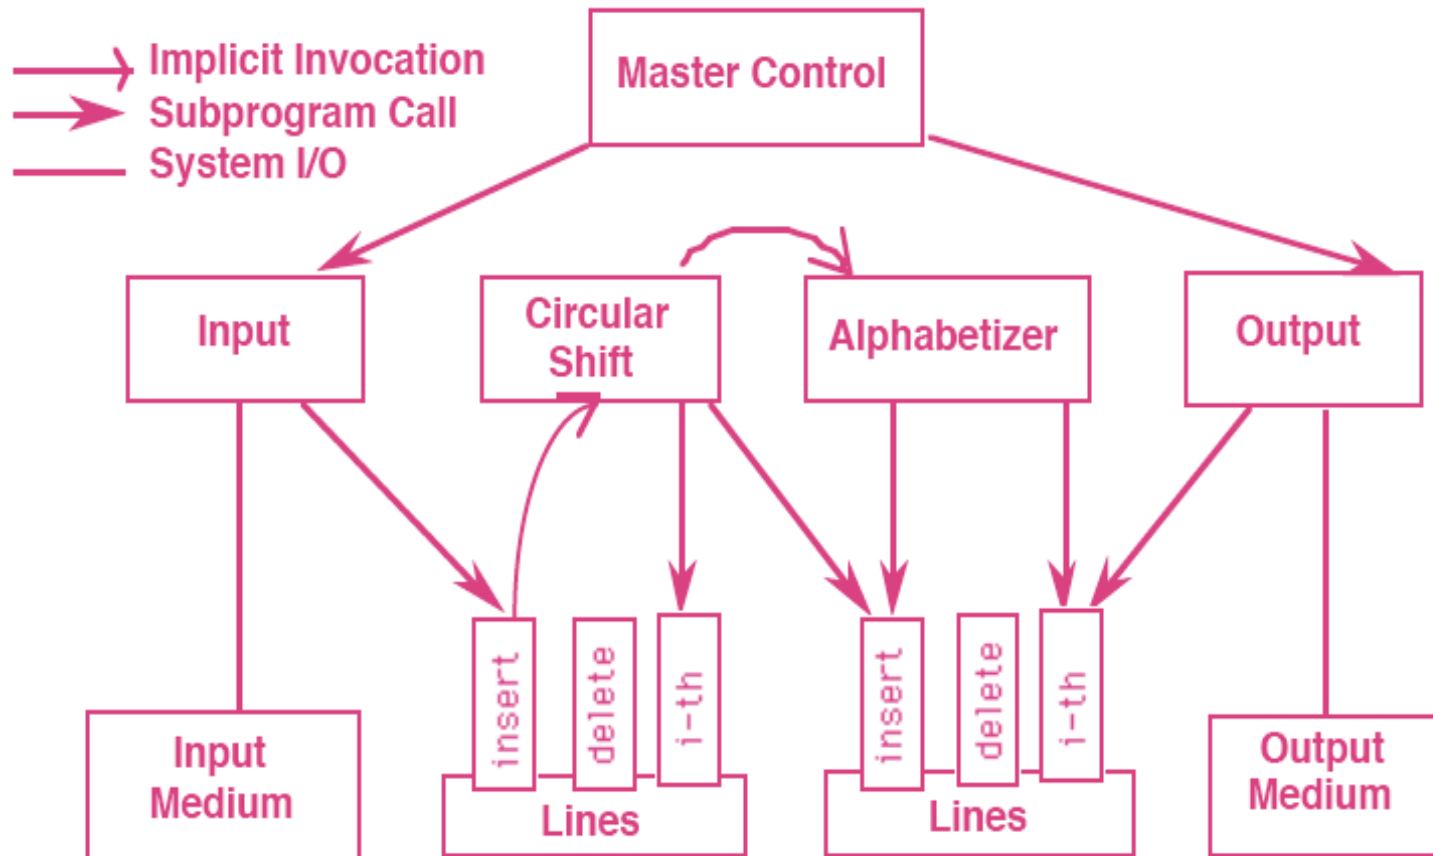 Implicit Invocation
Subprogram Call
System I/O
Master Control
Input
Circular
Shift
Alphabetizer
Output
insert
delete
i-th
insert
delete
i-th
Input
Medium
Lines
Lines
Output
Medium